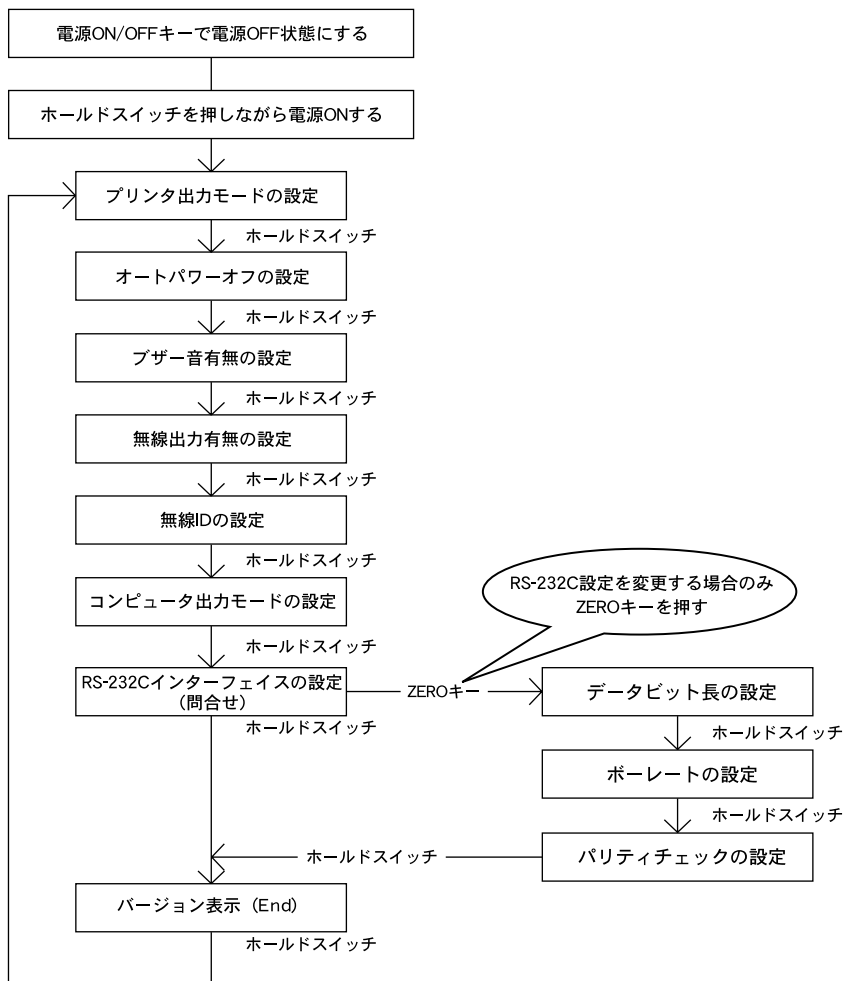 電源ON/OFFキーで電源OFF状態にする
ホールドスイッチを押しながら電源ONする
プリンタ出力モードの設定
ホールドスイッチ
オートパワーオフの設定
ホールドスイッチ
ブザー音有無の設定
ホールドスイッチ
無線出力有無の設定
ホールドスイッチ
無線IDの設定
ホールドスイッチ
コンピュータ出力モードの設定
ホールドスイッチ
RS-232C設定を変更する場合のみ
ZEROキーを押す
RS-232Cインターフェイスの設定
(問合せ)
ZEROキー
データビット長の設定
ホールドスイッチ
ホールドスイッチ
ボーレートの設定
ホールドスイッチ
パリティチェックの設定
ホールドスイッチ
バージョン表示 (End)
ホールドスイッチ